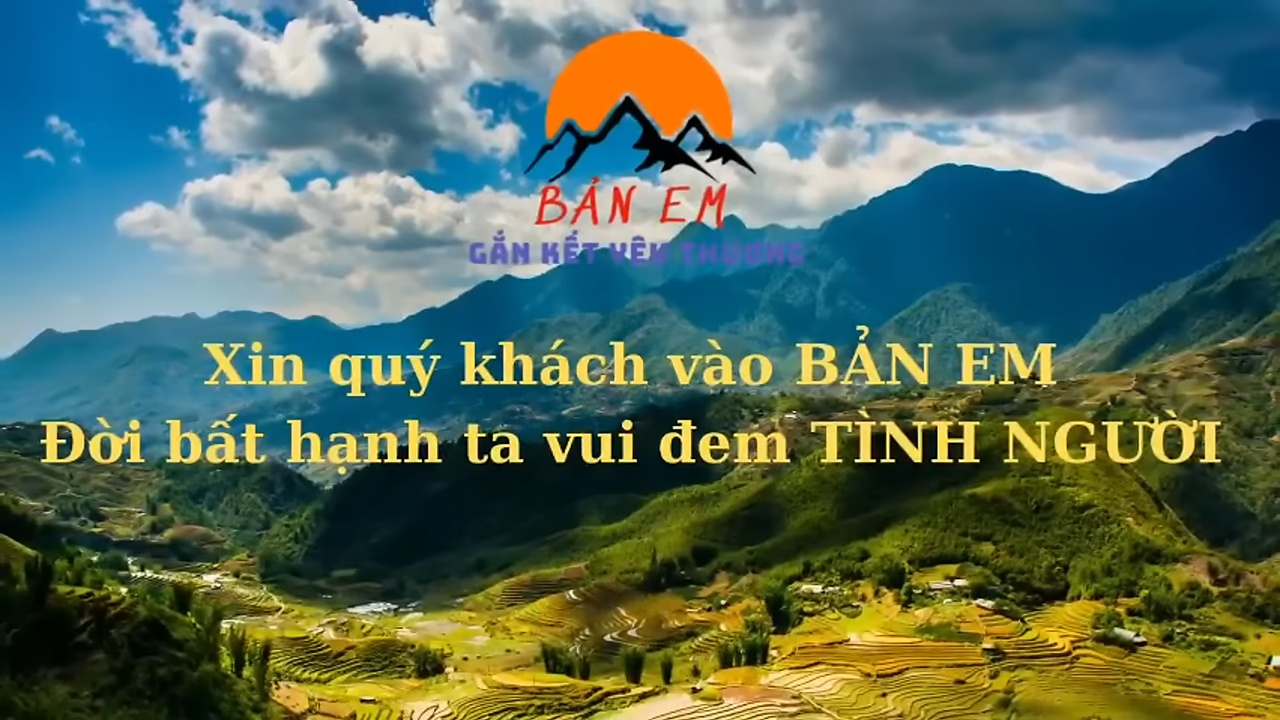 BẢN EM
GẮN KẾT YÊU THƯƠNG
Xin quý khách vào BẢN EM
Đời bất hạnh ta vui đem TÌNH NGƯỜI